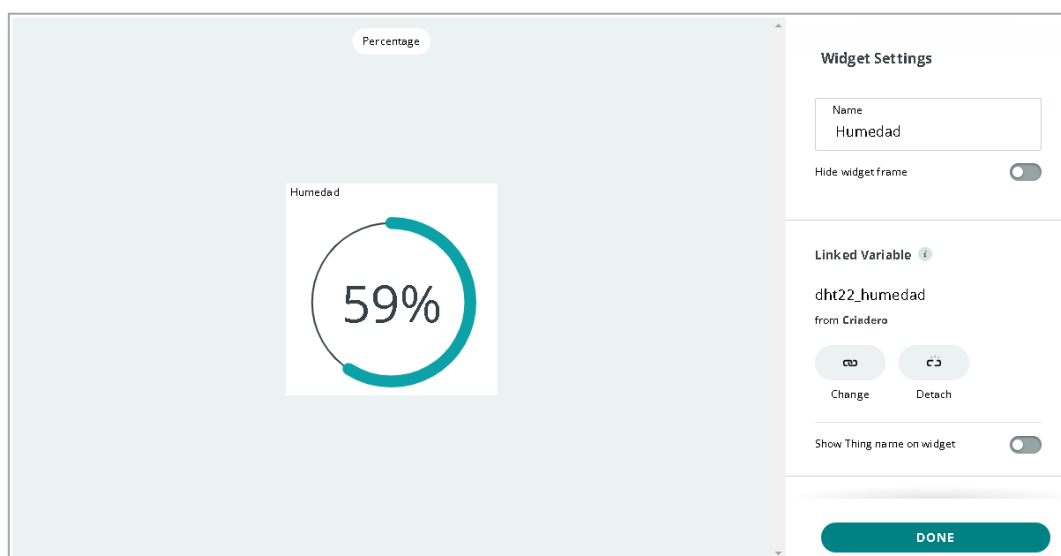 Percentage
Humedad
59%
Widget Settings
Name
Humedad
Hide widget frame
Linked Variable i
dht22_humedad
from Criadero
Change Detach
Show Thing name on widget
DONE